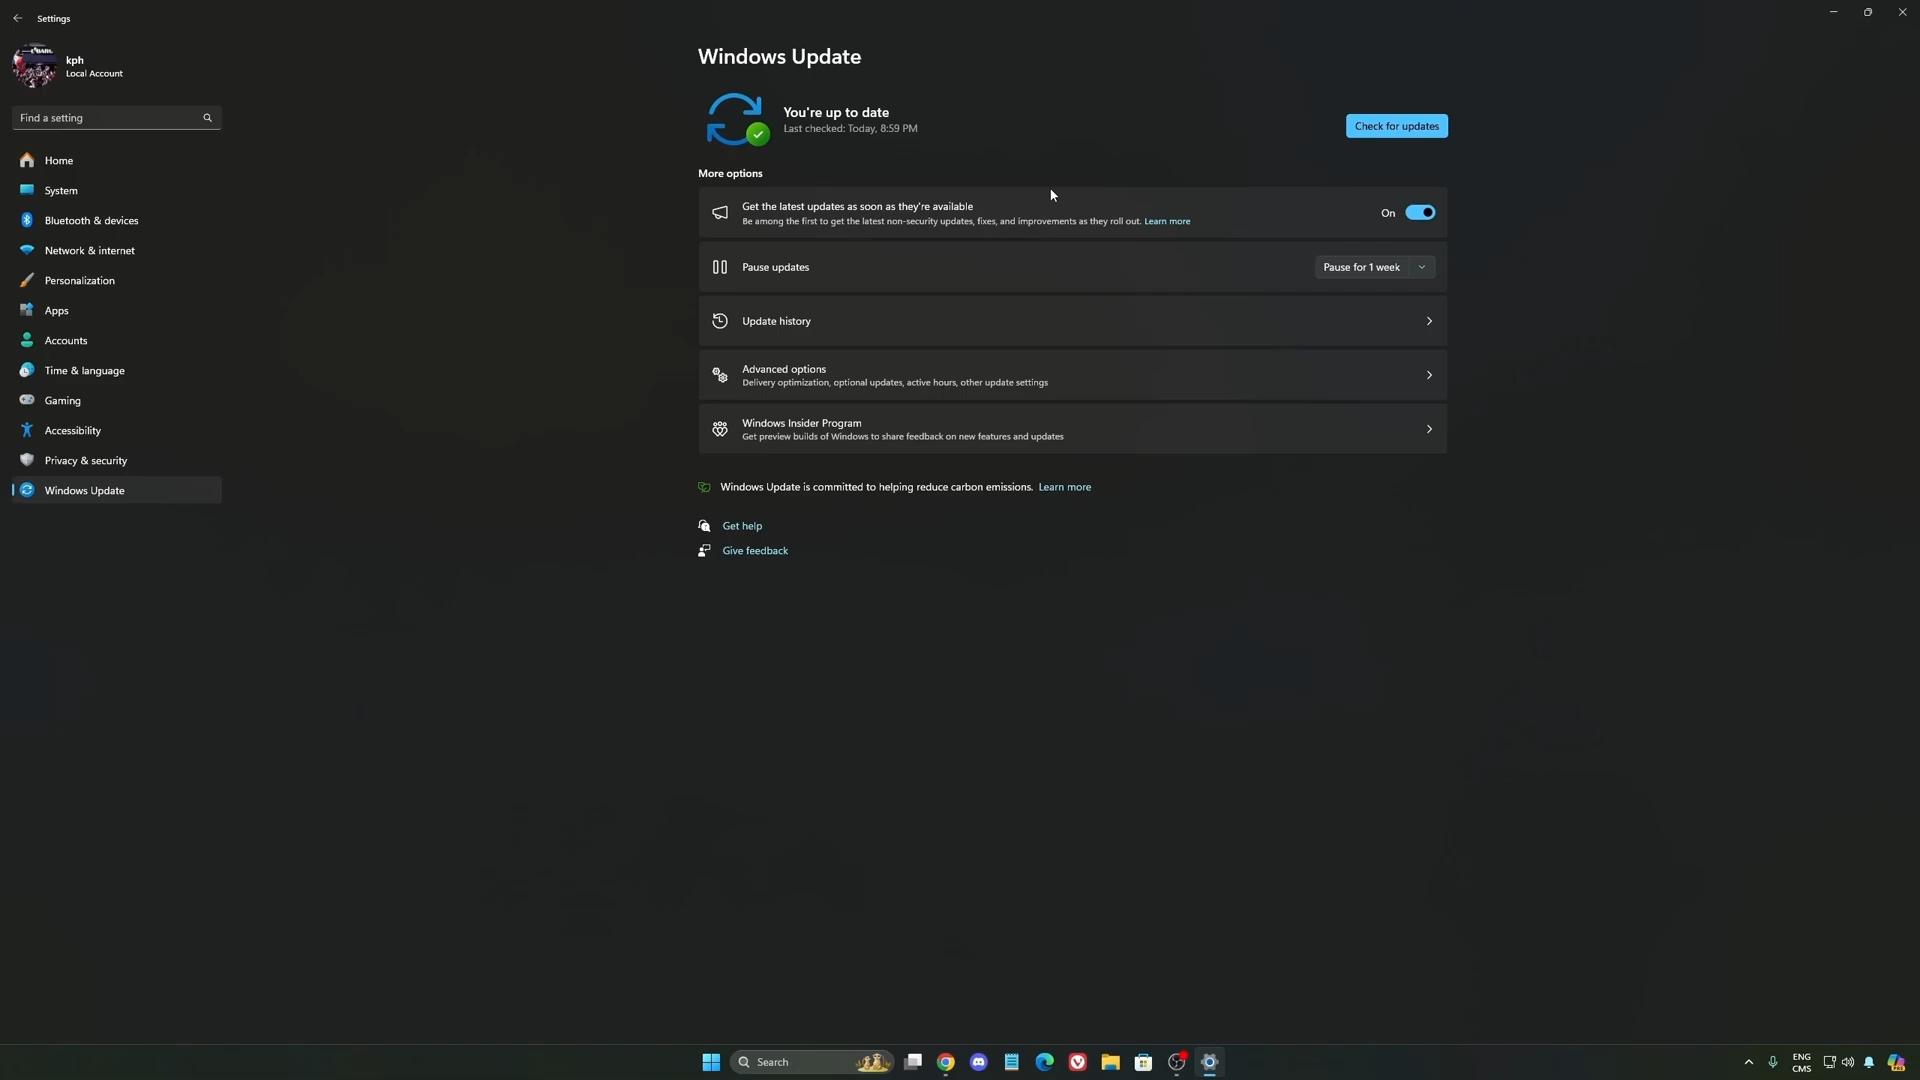 Settings
kph
Local Account
Find a setting
Home
System
Bluetooth & devices
Network & internet
Personalization
Apps
Accounts
Time & language
Gaming
Accessibility
Privacy & security
Windows Update
Windows Update
You're up to date
Last checked: Today, 8:59 PM
Check for updates
More options
Get the latest updates as soon as they're available
Be among the first to get the latest non-security updates, fixes, and improvements as they roll out. Learn more
On
Pause updates
Pause for 1 week
Update history
Advanced options
Delivery optimization, optional updates, active hours, other update settings
Windows Insider Program
Get preview builds of Windows to share feedback on new features and updates
Windows Update is committed to helping reduce carbon emissions. Learn more
Get help
Give feedback
Search
ENG
CMS